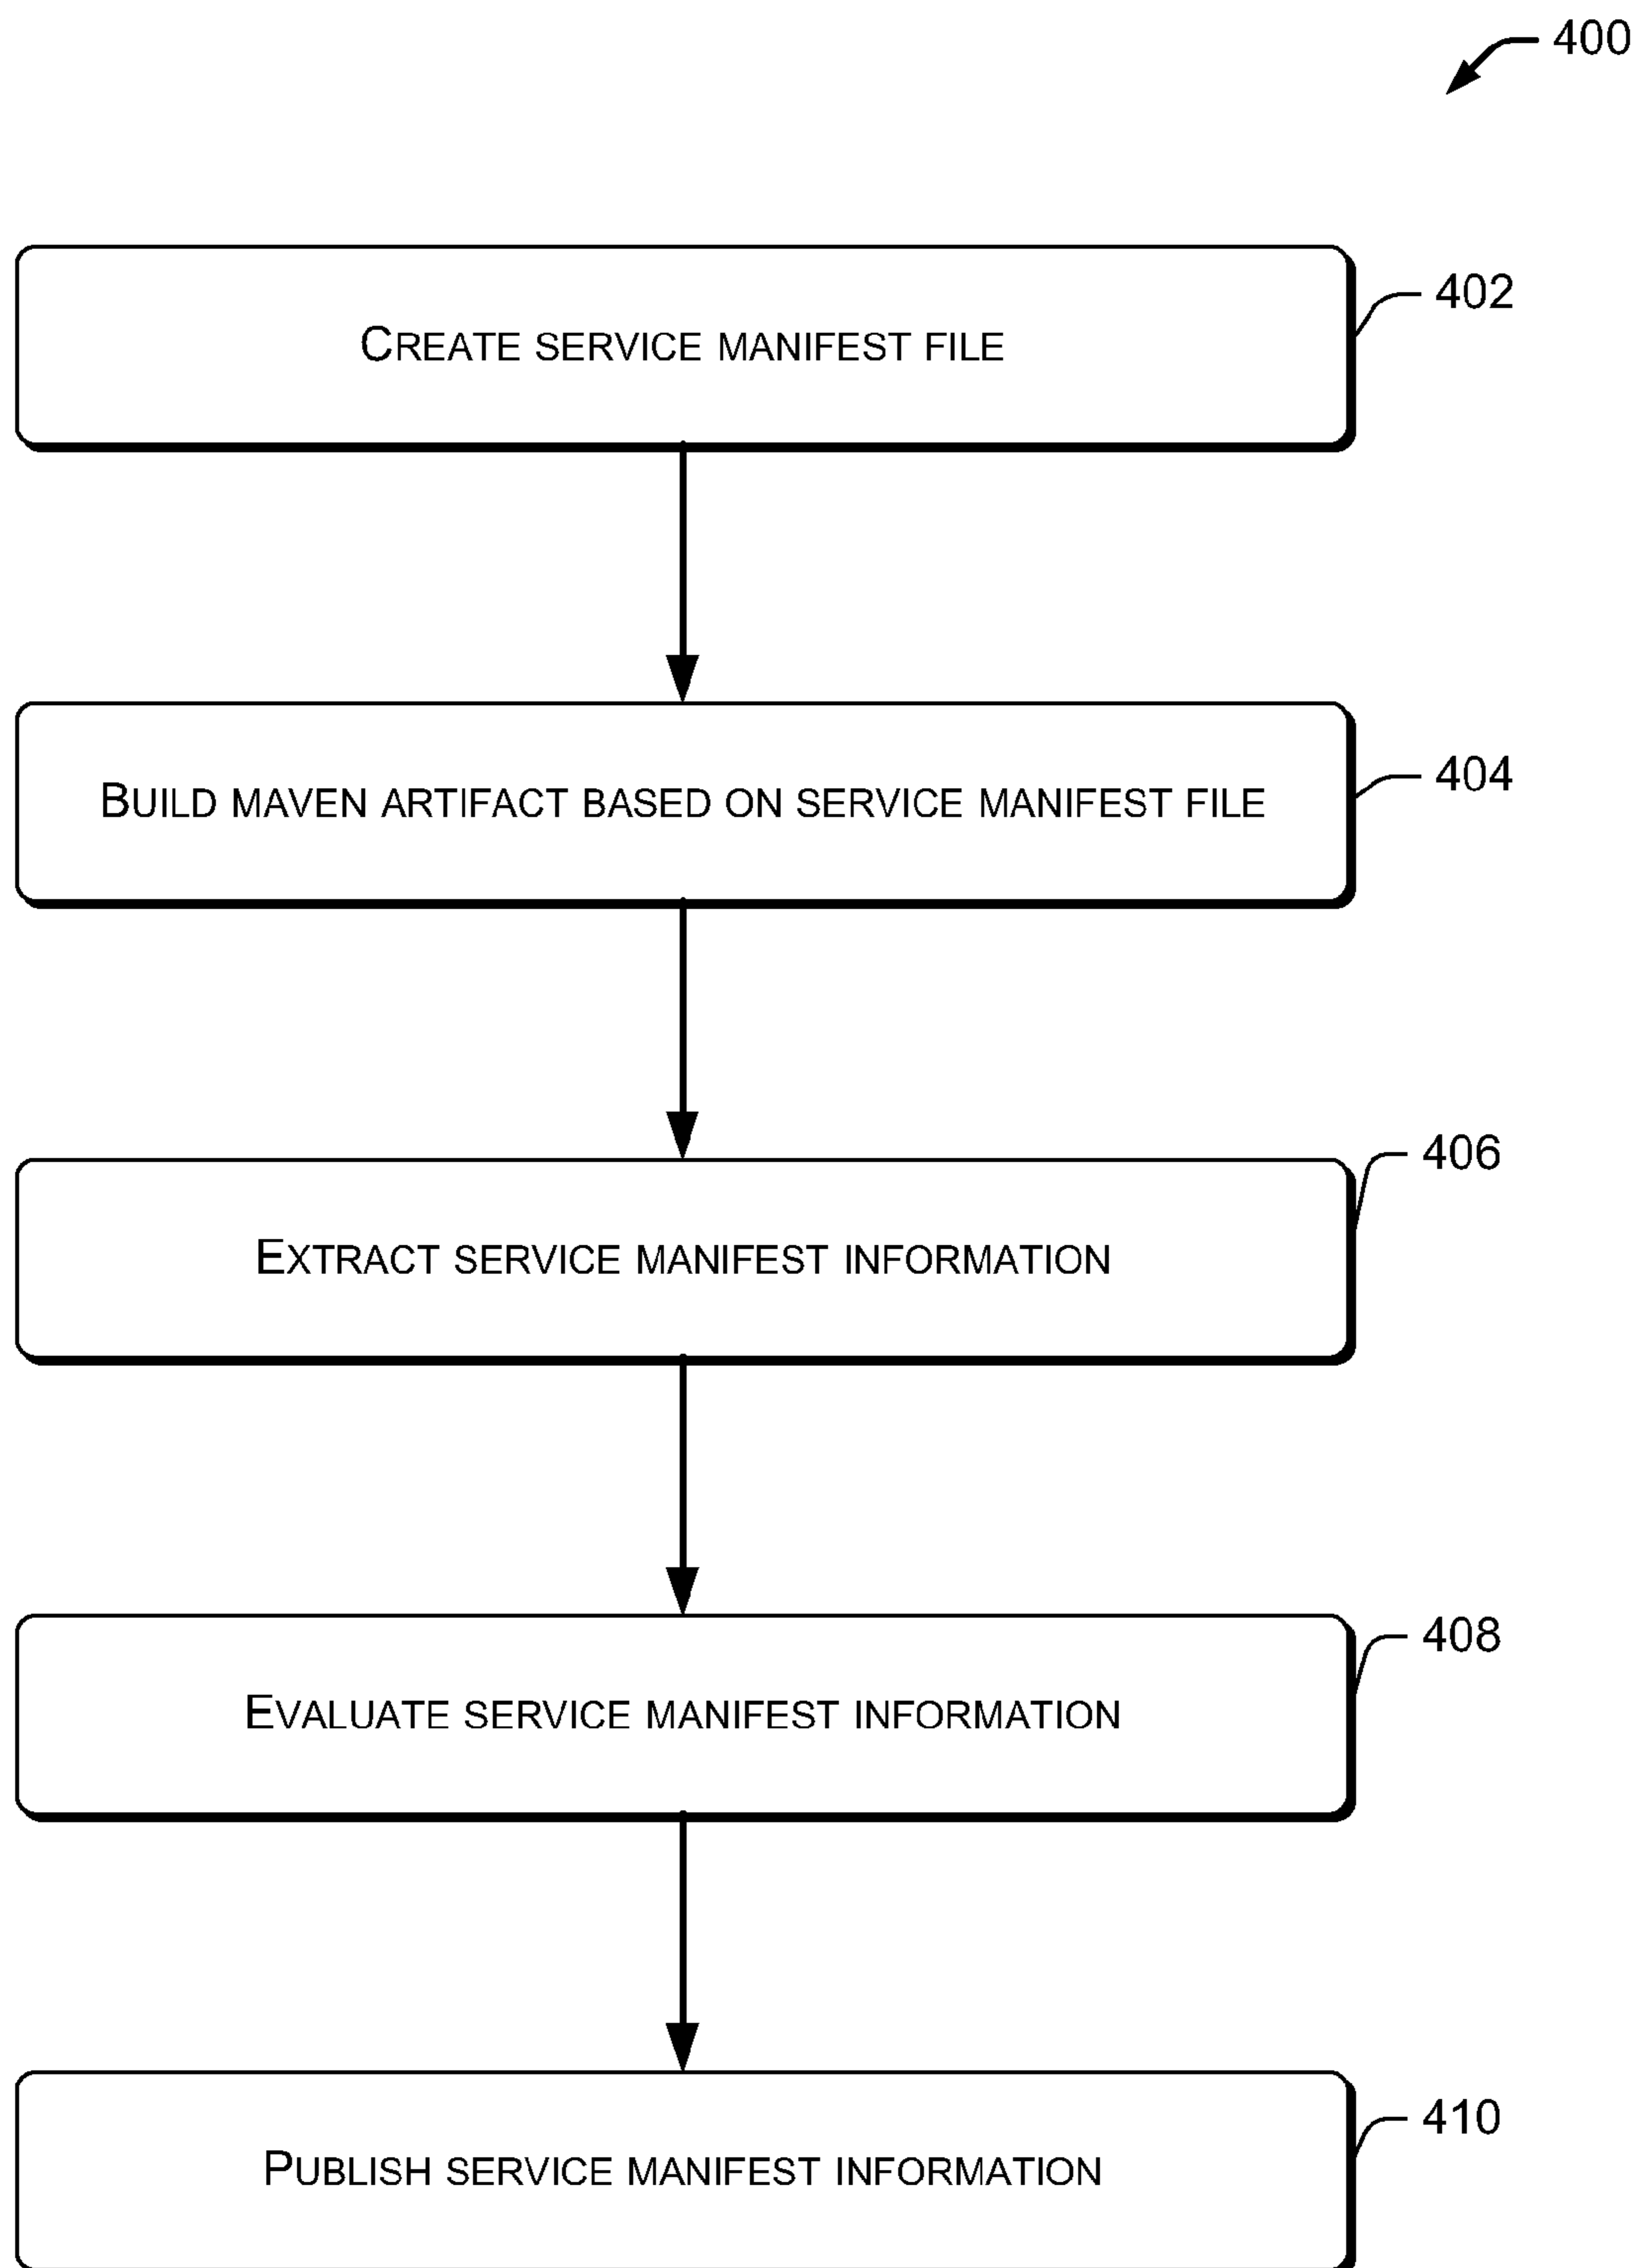 400
CREATE SERVICE MANIFEST FILE
402
BUILD MAVEN ARTIFACT BASED ON SERVICE MANIFEST FILE
404
EXTRACT SERVICE MANIFEST INFORMATION
406
EVALUATE SERVICE MANIFEST INFORMATION
408
PUBLISH SERVICE MANIFEST INFORMATION
410